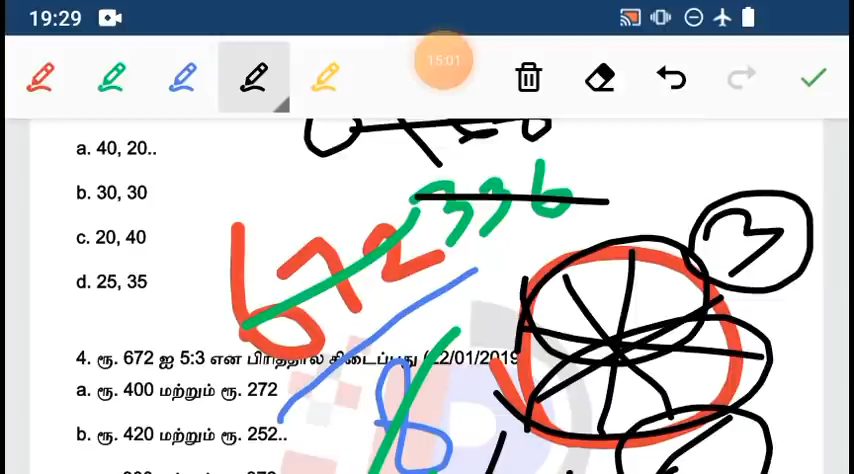 19:29
15:01
a. 40, 20..
b. 30, 30
336
c. 20, 40
672
3
d. 25, 35
4. ரூ. 672 ஐ 5:3 என பிரித்தால் கிடைப்பது (22/01/2019
a. ரூ. 400 மற்றும் ரூ. 272
8
b. ரூ. 420 மற்றும் ரூ. 252..